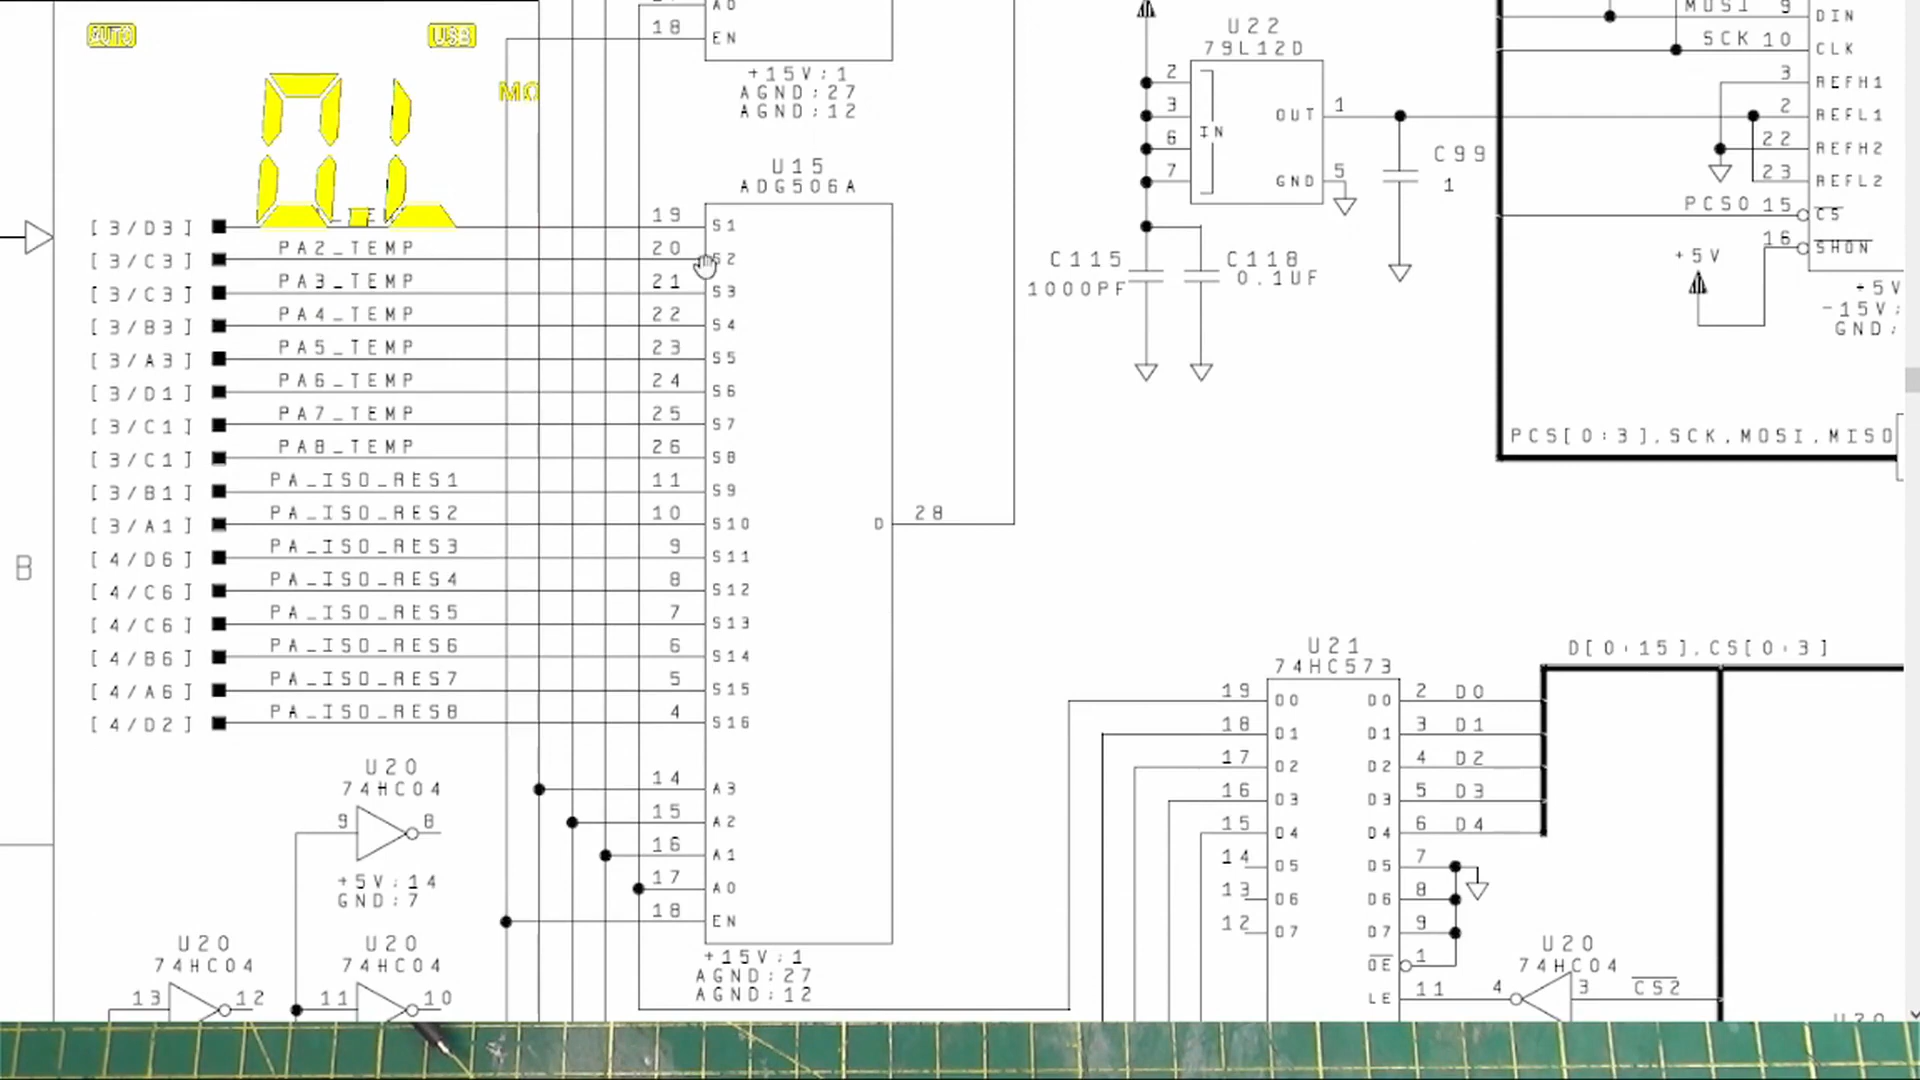 AUTO
USB
MO
0.L
18 EN
+15V:1
AGND:27
AGND:12
U15
ADG506A
[3/D3] 19 S1
[3/C3] PA2_TEMP 20 S2
[3/C3] PA3_TEMP 21 S3
[3/B3] PA4_TEMP 22 S4
[3/A3] PA5_TEMP 23 S5
[3/D1] PA6_TEMP 24 S6
[3/C1] PA7_TEMP 25 S7
[3/C1] PA8_TEMP 26 S8
[3/B1] PA_ISO_RES1 11 S9
[3/A1] PA_ISO_RES2 10 S10
[4/D6] PA_ISO_RES3 9 S11
[4/C6] PA_ISO_RES4 8 S12
[4/C6] PA_ISO_RES5 7 S13
[4/B6] PA_ISO_RES6 6 S14
[4/A6] PA_ISO_RES7 5 S15
[4/D2] PA_ISO_RES8 4 S16
D 28
B
14 A3
15 A2
16 A1
17 A0
18 EN
+15V:1
AGND:27
AGND:12
U20
74HC04
9 8
+5V:14
GND:7
U20
74HC04
13 12
U20
74HC04
11 10
U22
79L12D
2
3
6
7
IN
OUT 1
GND 5
C99
1
C115
1000PF
C118
0.1UF
MOSI 9 DIN
SCK 10 CLK
3 REFH1
2 REFL1
22 REFH2
23 REFL2
PCS0 15 CS
16 SHDN
+5V
+5V
-15V:
GND:
PCS[0:3],SCK,MOSI,MISO
U21
74HC573
D[0:15],CS[0:3]
19 O0 D0 2 D0
18 O1 D1 3 D1
17 O2 D2 4 D2
16 O3 D3 5 D3
15 O4 D4 6 D4
14 O5 D5 7
13 O6 D6 8
12 O7 D7 9
OE 1
LE 11
U20
74HC04
4 3 CS2